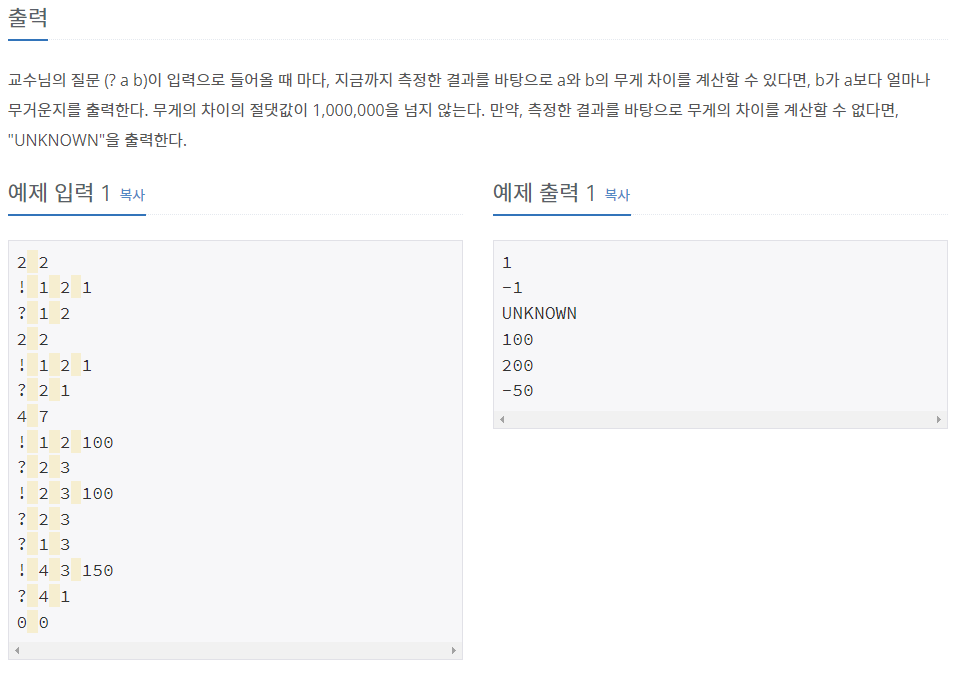 출력
교수님의 질문 (? a b)이 입력으로 들어올 때 마다, 지금까지 측정한 결과를 바탕으로 a와 b의 무게 차이를 계산할 수 있다면, b가 a보다 얼마나
무거운지를 출력한다. 무게의 차이의 절댓값이 1,000,000을 넘지 않는다. 만약, 측정한 결과를 바탕으로 무게의 차이를 계산할 수 없다면,
"UNKNOWN"을 출력한다.
예제 입력 1 복사
2 2
! 1 2 1
? 1 2
2 2
! 1 2 1
? 2 1
4 7
! 1 2 100
? 2 3
! 2 3 100
? 2 3
? 1 3
! 4 3 150
? 4 1
0 0
예제 출력 1 복사
1
-1
UNKNOWN
100
200
-50